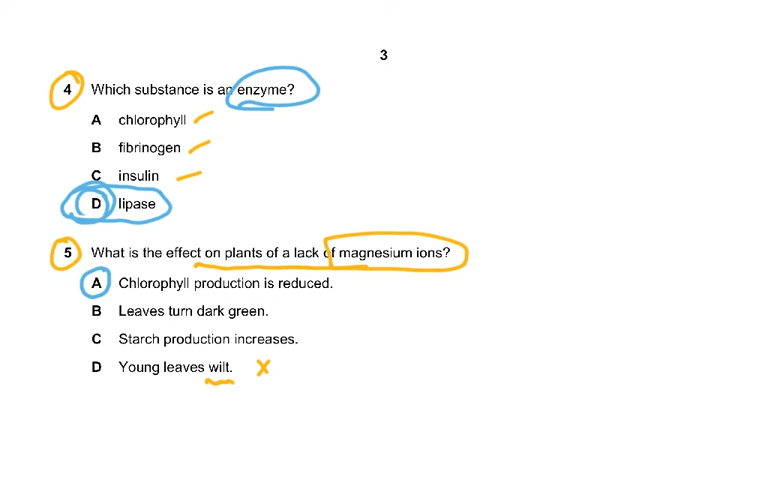 3
4 Which substance is an enzyme?
A chlorophyll
B fibrinogen
C insulin
D lipase
5 What is the effect on plants of a lack of magnesium ions?
A Chlorophyll production is reduced.
B Leaves turn dark green.
C Starch production increases.
D Young leaves wilt.